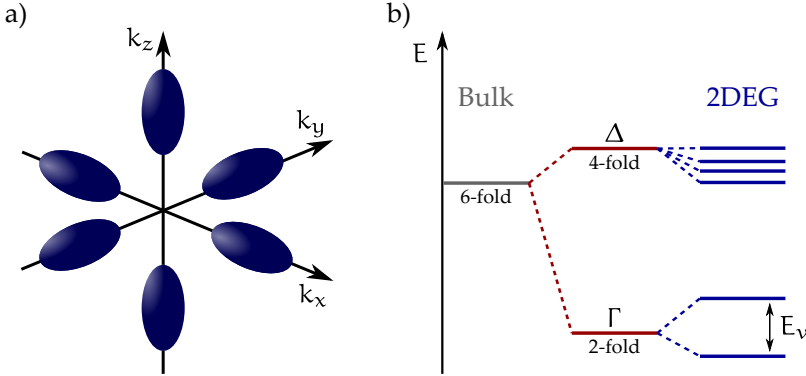 a)
k_z
k_y
k_x
b)
E
Bulk
2DEG
Δ
4-fold
6-fold
Γ
2-fold
E_v